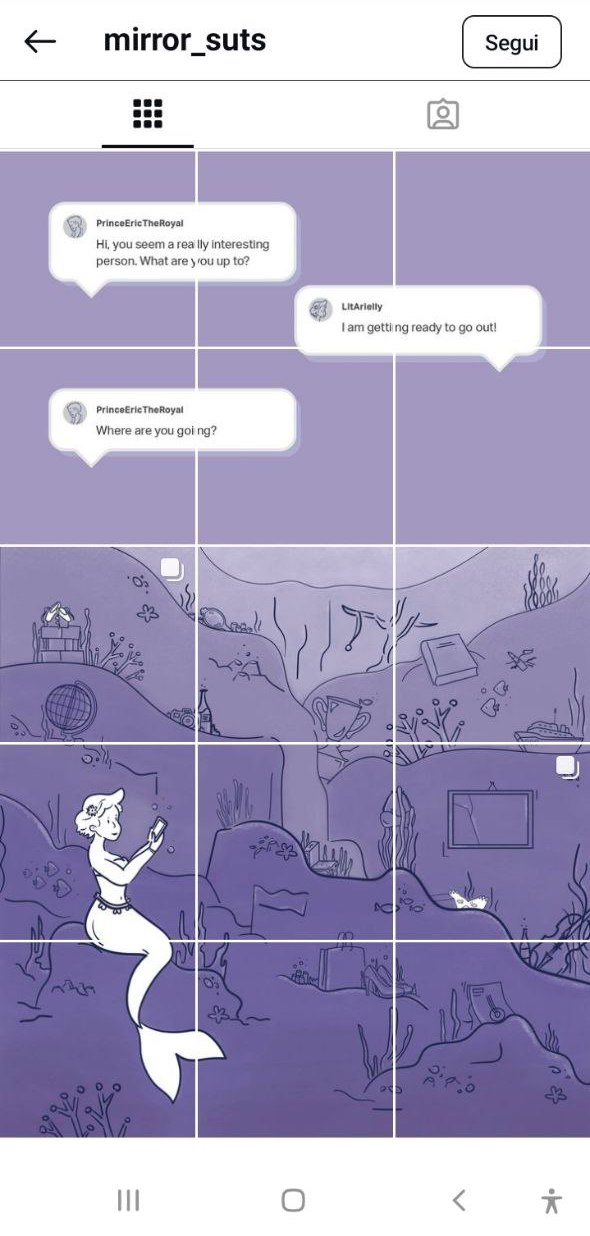 mirror_suts
Segui
PrinceEricTheRoyal
Hi, you seem a really interesting
person. What are you up to?
LitArielly
I am getting ready to go out!
PrinceEricTheRoyal
Where are you going?